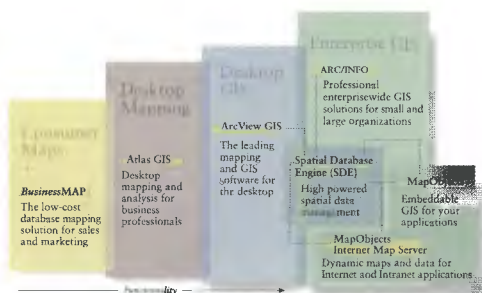 Consumer
Maps
BusinessMAP
The low-cost
database mapping
solution for sales
and marketing
Desktop
Mapping
Atlas GIS
Desktop
mapping and
analysis for
business
professionals
Desktop
GIS
ArcView GIS
The leading
mapping
and GIS
software for
the desktop
Enterprise GIS
ARC/INFO
Professional
enterprisewide GIS
solutions for small and
large organizations
Spatial Database
Engine (SDE)
High powered
spatial data
management
MapObjects
Embeddable
GIS for your
applications
MapObjects
Internet Map Server
Dynamic maps and data for
Internet and Intranet applications
Functionality